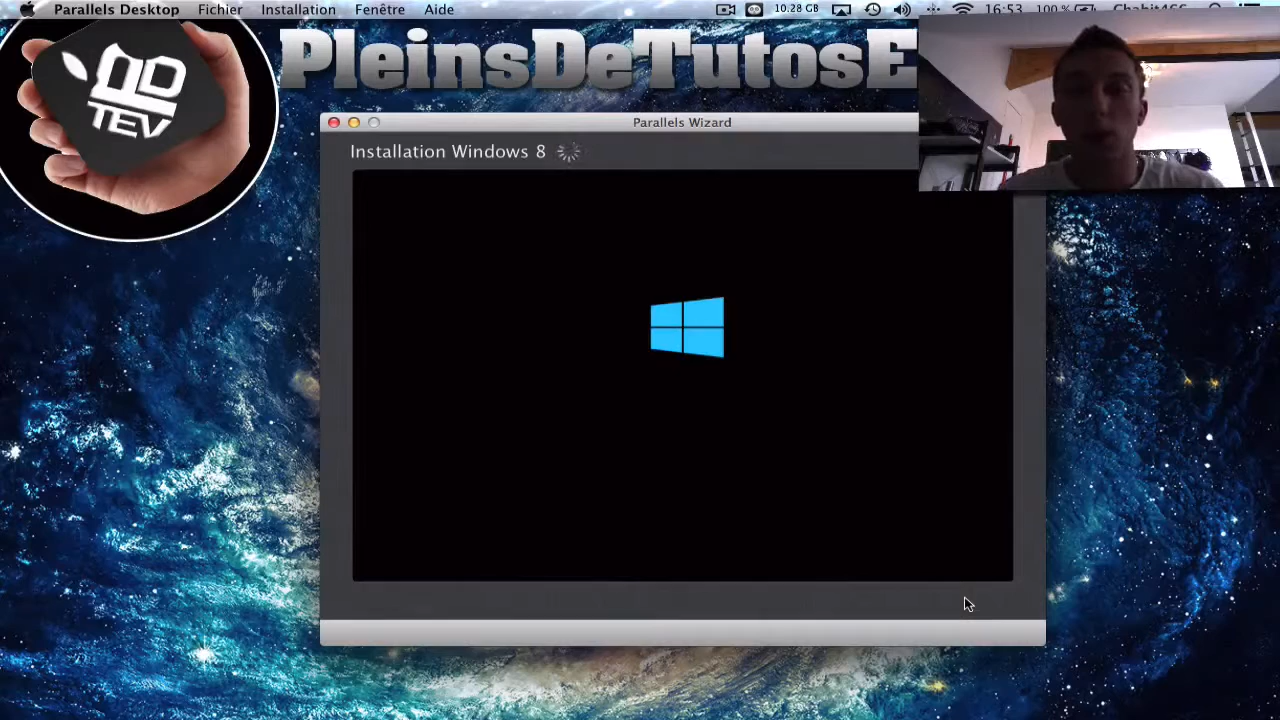 Parallels Desktop Fichier Installation Fenêtre Aide 10.28 GB 16:53 100 %
PleinsDeTutosE
TEV
Parallels Wizard
Installation Windows 8